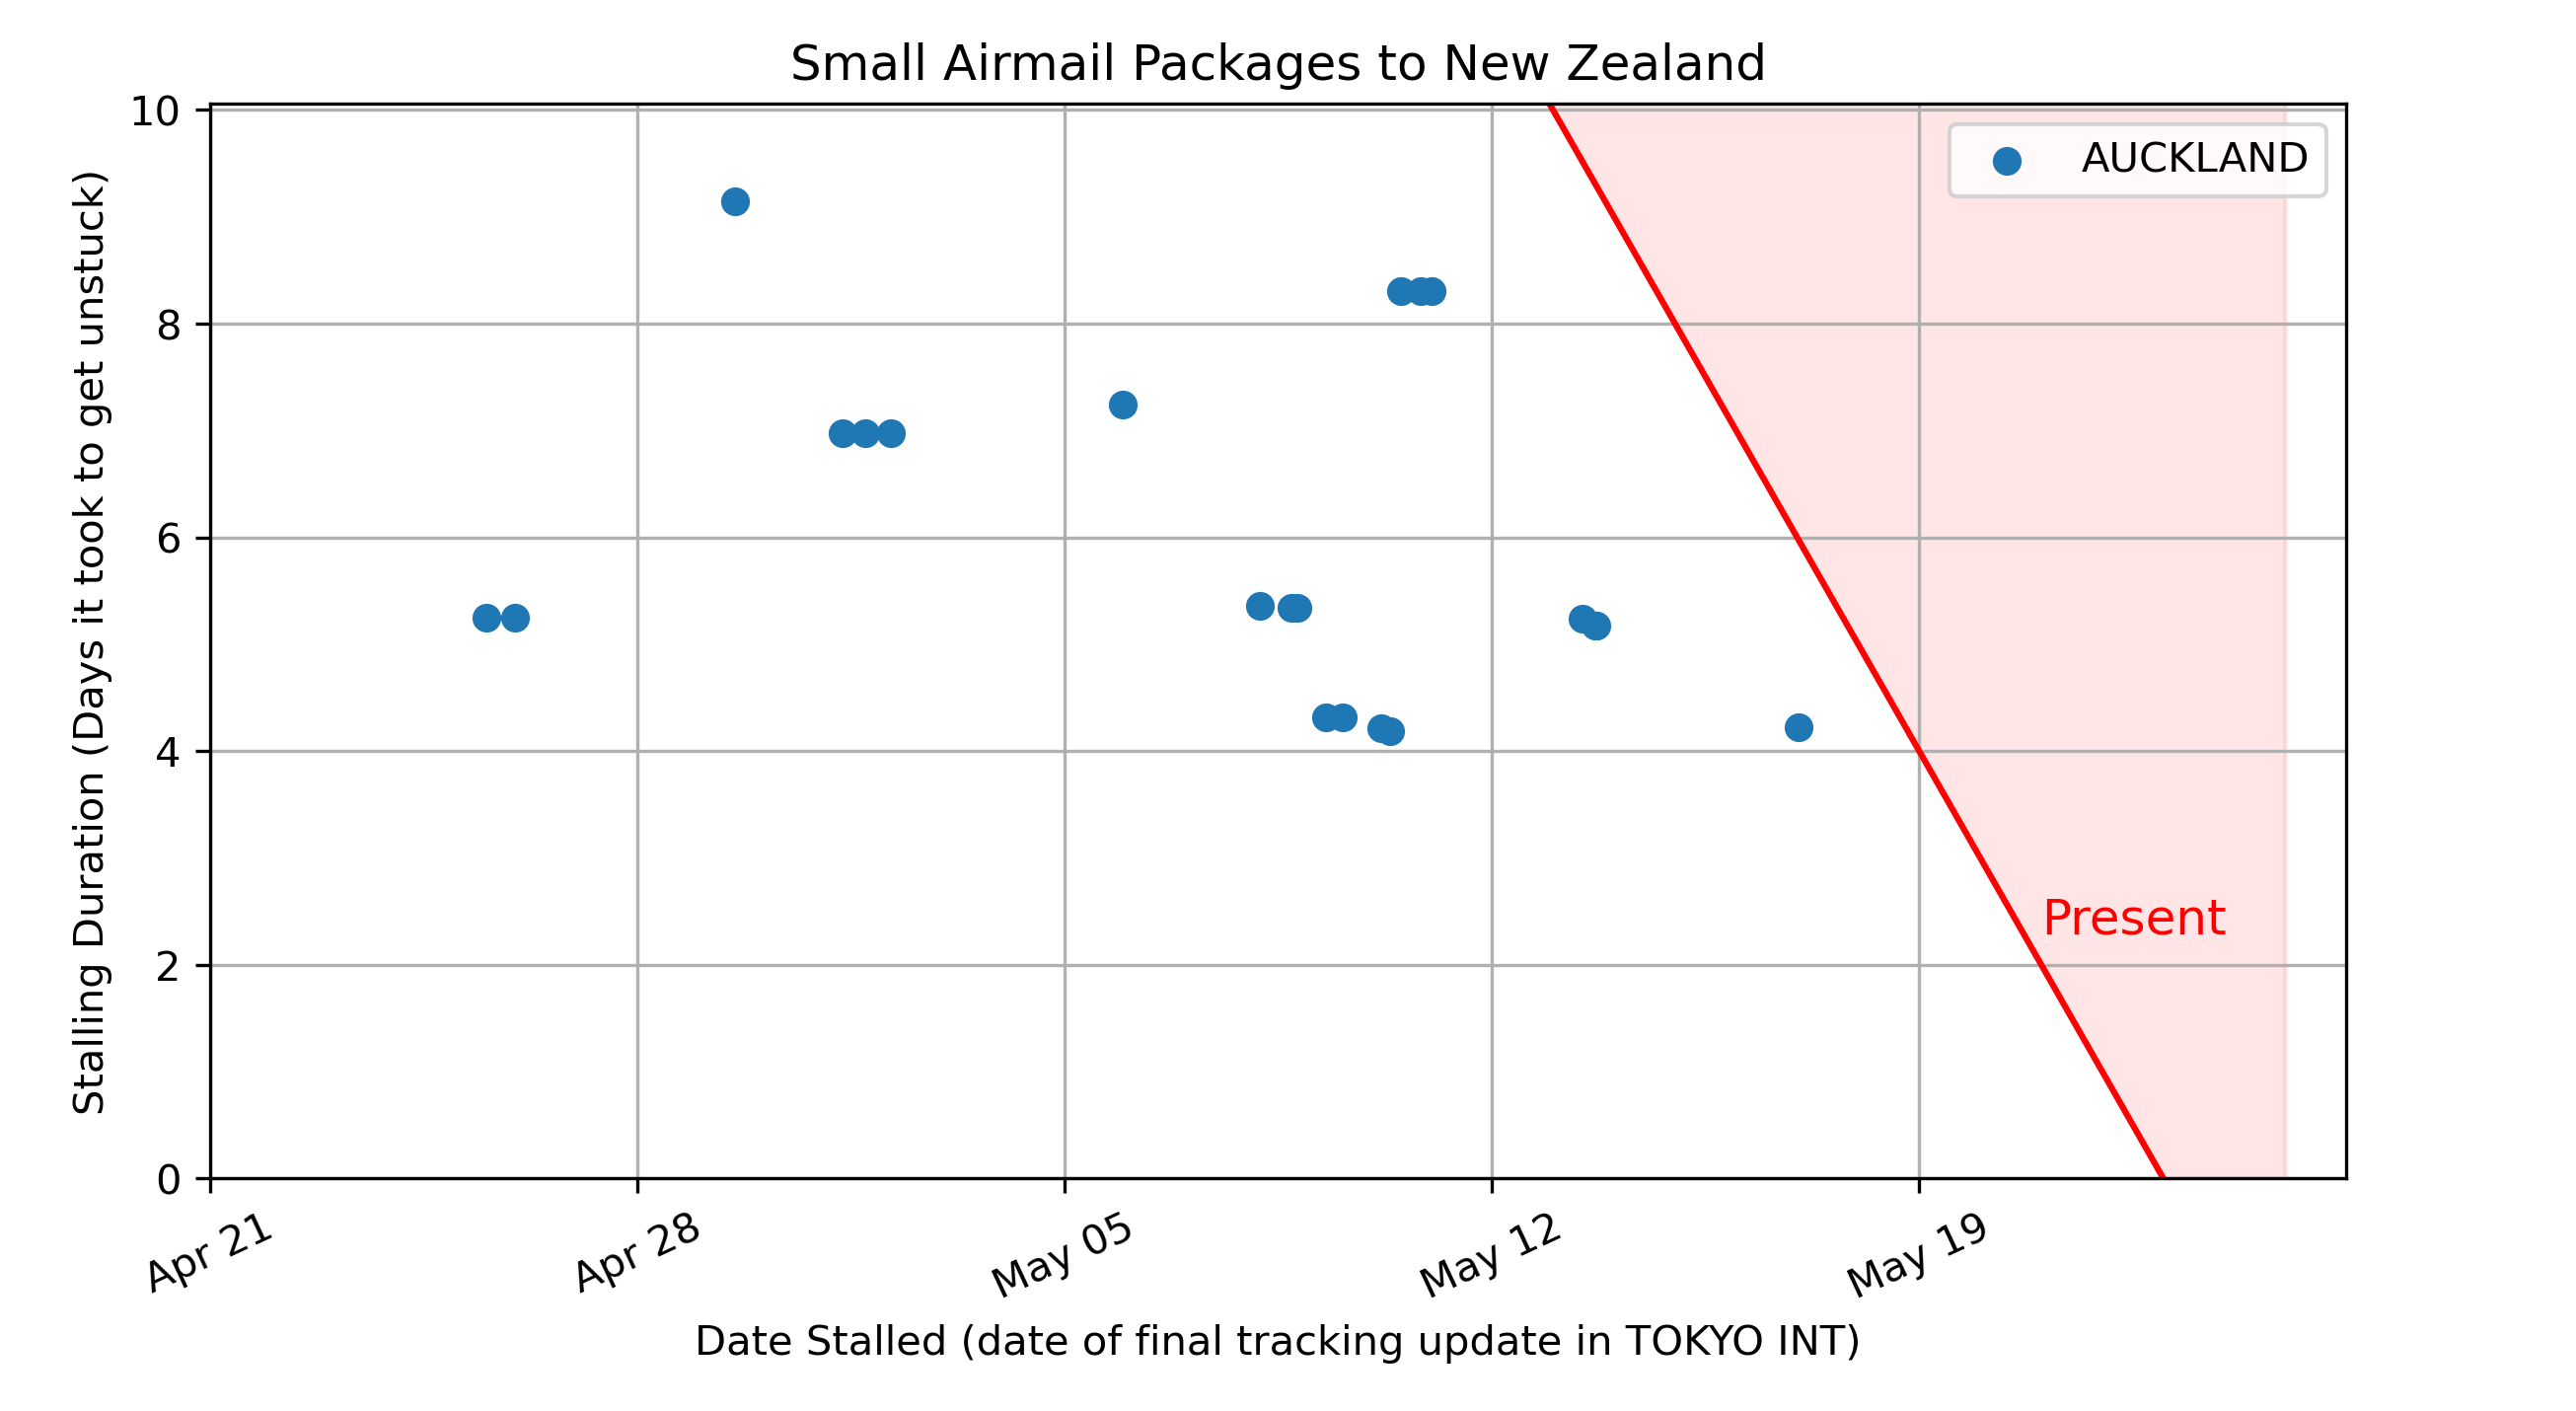 Small Airmail Packages to New Zealand
Stalling Duration (Days it took to get unstuck)
10
8
6
4
2
0
AUCKLAND
Present
Apr 21
Apr 28
May 05
May 12
May 19
Date Stalled (date of final tracking update in TOKYO INT)